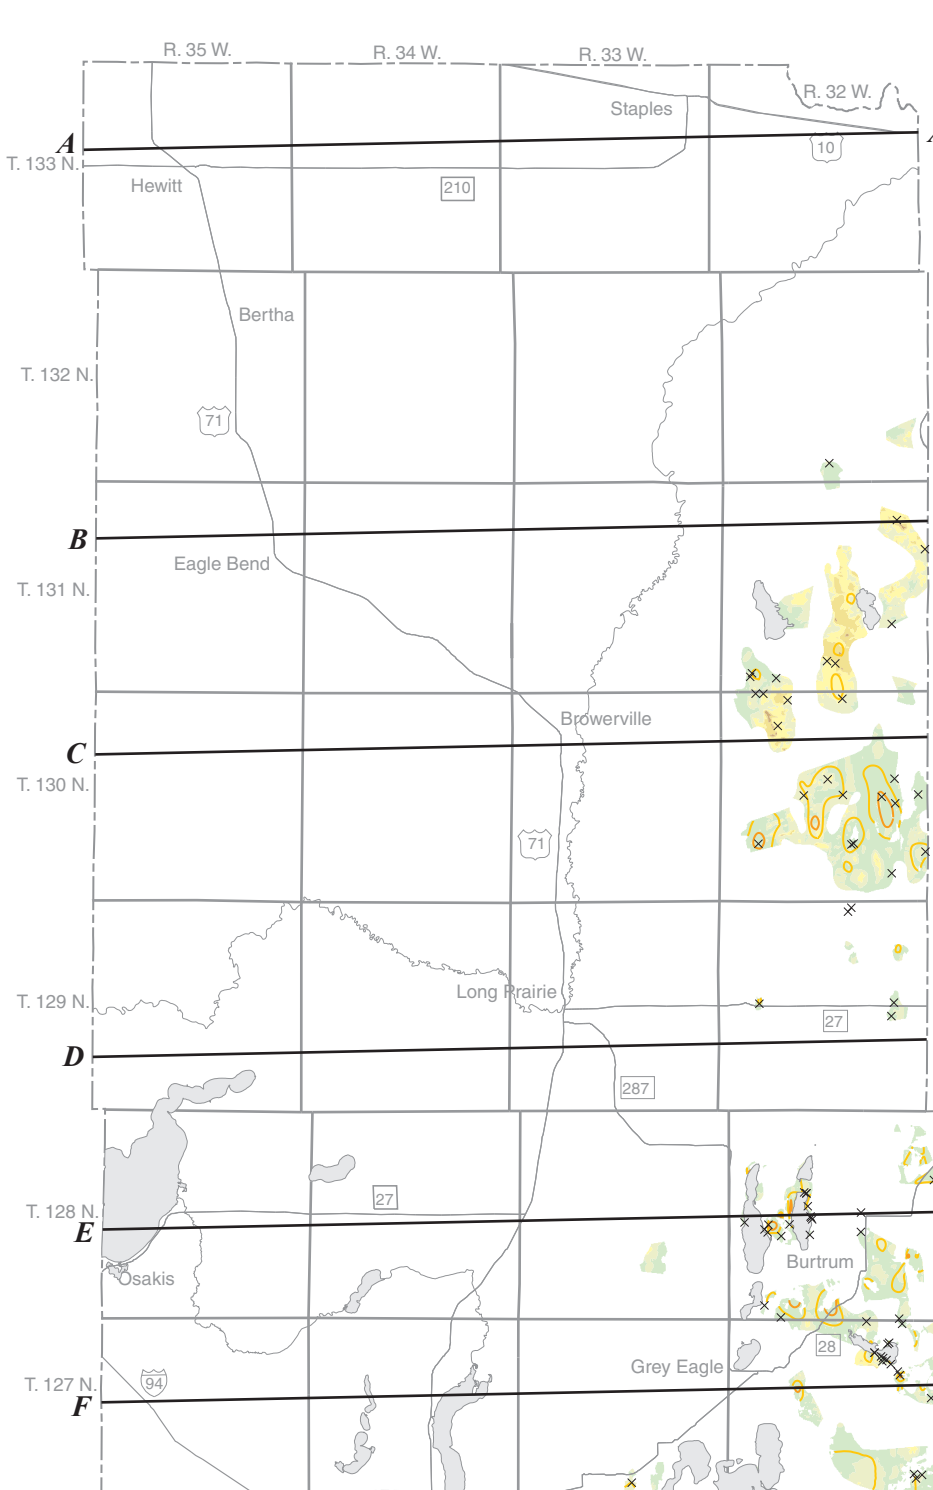 R. 35 W.
R. 34 W.
R. 33 W.
R. 32 W.
Staples
A
10
T. 133 N.
Hewitt
210
Bertha
T. 132 N.
71
B
Eagle Bend
T. 131 N.
Browerville
C
T. 130 N.
71
Long Prairie
T. 129 N.
27
D
287
27
T. 128 N.
E
Burtrum
Osakis
28
Grey Eagle
94
T. 127 N.
F